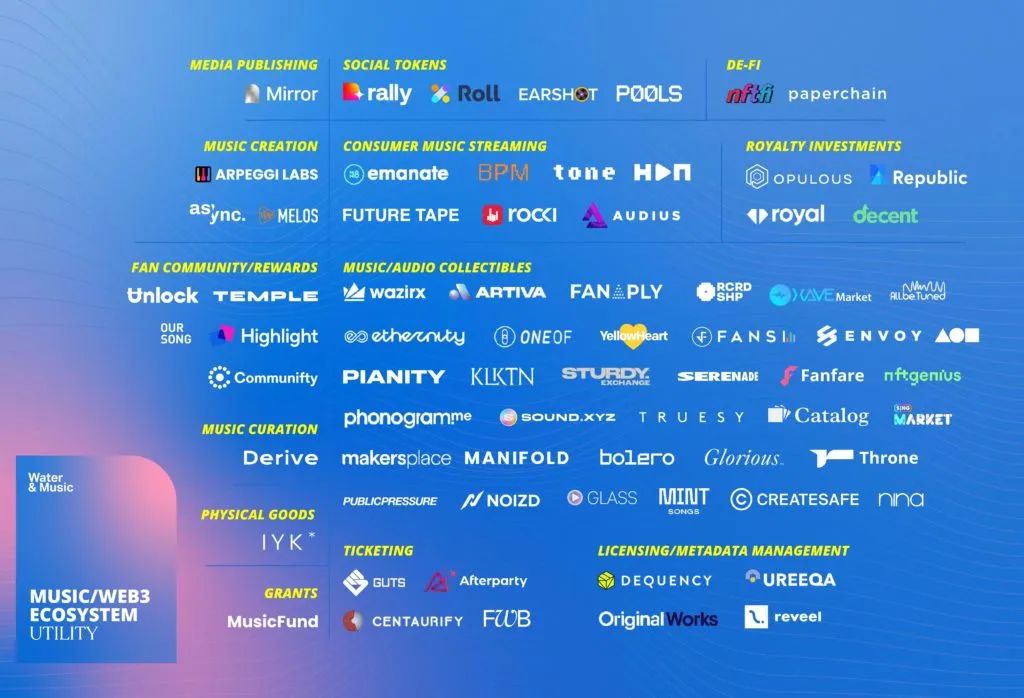 MEDIA PUBLISHING
Mirror
SOCIAL TOKENS
rally Roll EARSHOT POOLS
DE-FI
nftfi paperchain
MUSIC CREATION
ARPEGGI LABS
async. MELOS
CONSUMER MUSIC STREAMING
emanate BPM tone
FUTURE TAPE ROCKI AUDIUS
ROYALTY INVESTMENTS
OPULOUS Republic
royal decent
FAN COMMUNITY/REWARDS
Unlock TEMPLE
OUR
SONG
Highlight
Communifty
MUSIC/AUDIO COLLECTIBLES
wazirx ARTIVA FAN APLY
RCRD
SHP
Market
All.be.Tuned
ethernity ONEOF YellowHeart FANSI ENVOY
PIANITY KLKTN
STURDY.
EXCHANGE
SERENADE Fanfare nftgenius
phonogram.me SOUND.XYZ TRUESY Catalog
SING
MARKET
makersplace MANIFOLD bolero Glorious Throne
PUBLICPRESSURE NOIZD GLASS
MINT
SONGS
CREATESAFE nina
MUSIC CURATION
Derive
PHYSICAL GOODS
IYK*
GRANTS
MusicFund
TICKETING
GUTS Afterparty
CENTAURIFY FWB
LICENSING/METADATA MANAGEMENT
DEQUENCY UREEQA
OriginalWorks reveel
Water
& Music
MUSIC/WEB3
ECOSYSTEM
UTILITY